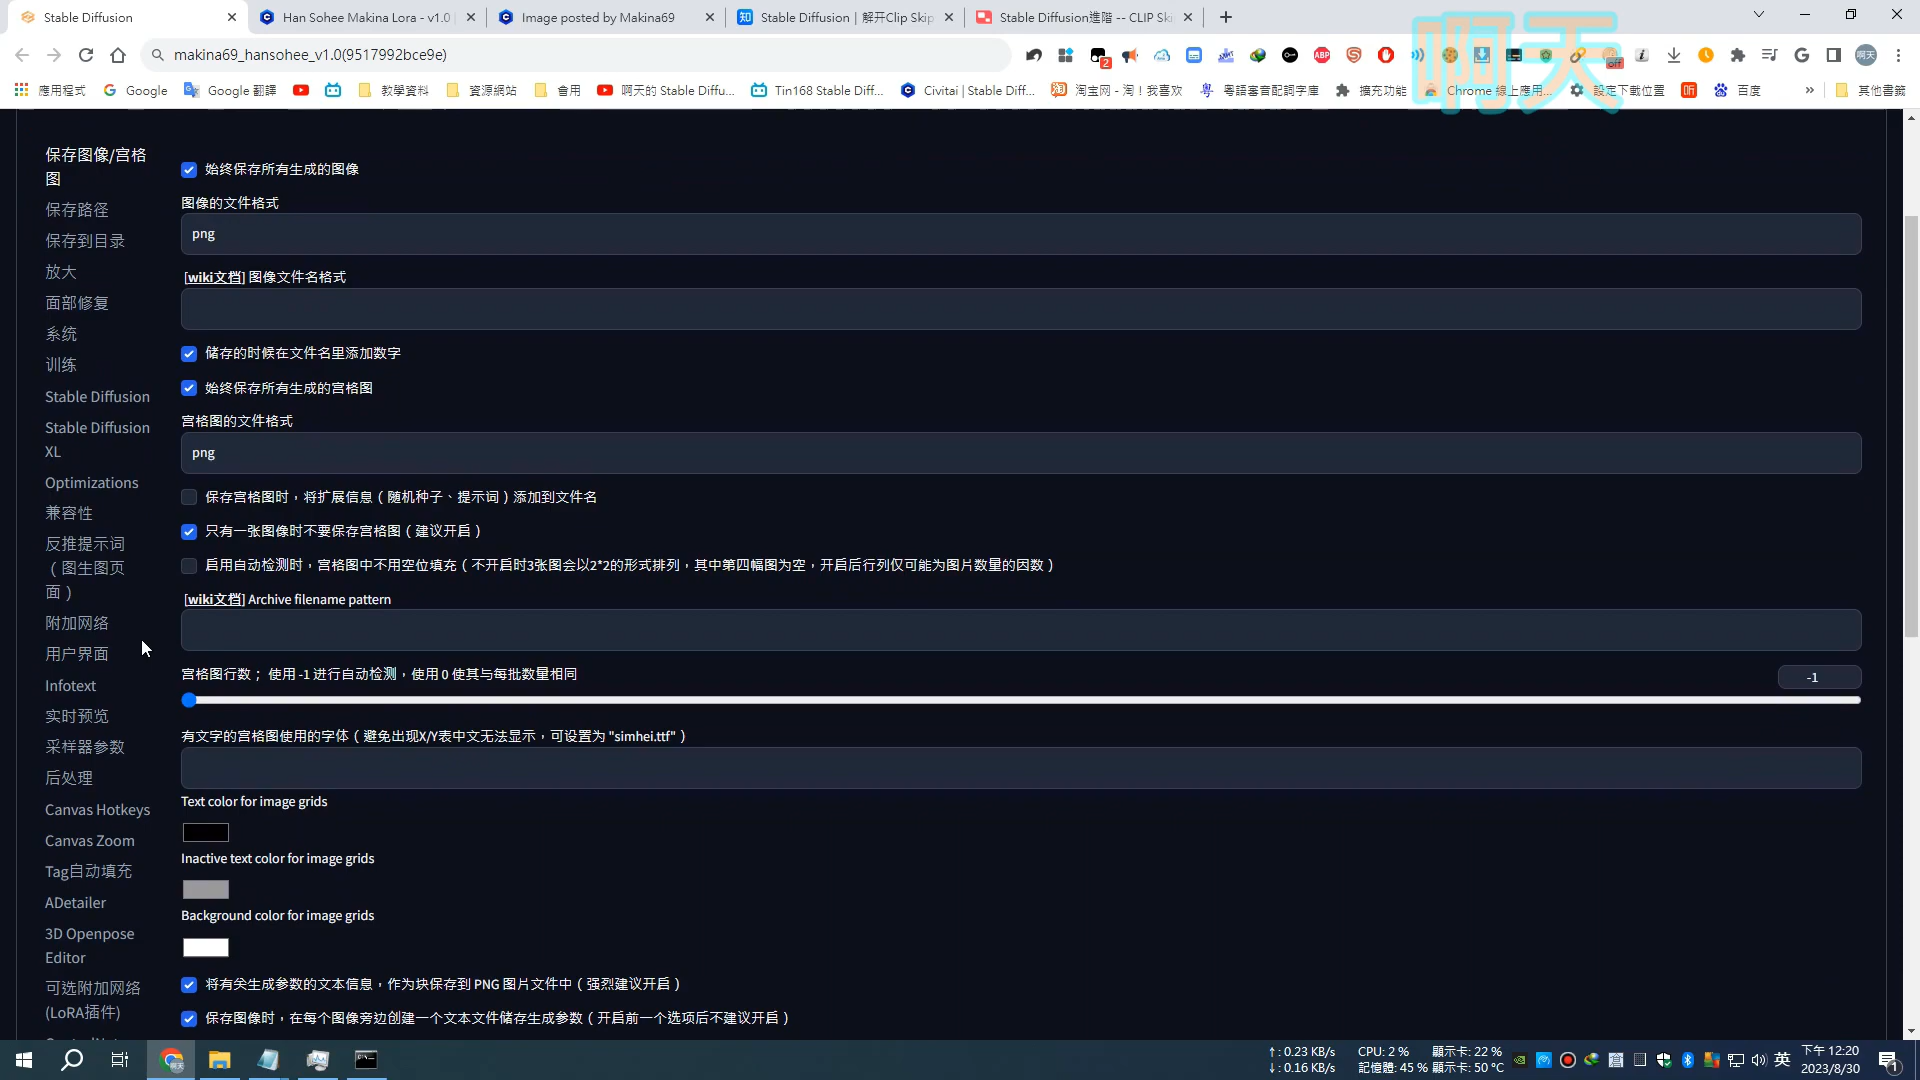 Stable Diffusion
Han Sohee Makina Lora - v1.0
Image posted by Makina69
Stable Diffusion｜解开Clip Skip
Stable Diffusion進階 -- CLIP Ski
makina69_hansohee_v1.0(9517992bce9e)
啊天
應用程式
Google
Google 翻譯
教學資料
資源網站
會用
啊天的 Stable Diffu...
Tin168 Stable Diff...
Civitai | Stable Diff...
淘宝网 - 淘！我喜欢
粵語審音配詞字庫
擴充功能
Chrome 線上應用...
設定下載位置
百度
其他書籤
保存图像/宫格图
保存路径
保存到目录
放大
面部修复
系统
训练
Stable Diffusion
Stable Diffusion XL
Optimizations
兼容性
反推提示词（图生图页面）
附加网络
用户界面
Infotext
实时预览
采样器参数
后处理
Canvas Hotkeys
Canvas Zoom
Tag自动填充
ADetailer
3D Openpose Editor
可选附加网络(LoRA插件)
始终保存所有生成的图像
图像的文件格式
png
[wiki文档] 图像文件名格式
储存的时候在文件名里添加数字
始终保存所有生成的宫格图
宫格图的文件格式
png
保存宫格图时，将扩展信息（随机种子、提示词）添加到文件名
只有一张图像时不要保存宫格图（建议开启）
启用自动检测时，宫格图中不用空位填充（不开启时3张图会以2*2的形式排列，其中第四幅图为空，开启后行列仅可能为图片数量的因数）
[wiki文档] Archive filename pattern
宫格图行数； 使用 -1 进行自动检测，使用 0 使其与每批数量相同
-1
有文字的宫格图使用的字体（避免出现X/Y表中文无法显示，可设置为 "simhei.ttf"）
Text color for image grids
Inactive text color for image grids
Background color for image grids
将有关生成参数的文本信息，作为块保存到 PNG 图片文件中（强烈建议开启）
保存图像时，在每个图像旁边创建一个文本文件储存生成参数（开启前一个选项后不建议开启）
↑: 0.23 KB/s
↓: 0.16 KB/s
CPU: 2 %
記憶體: 45 %
顯示卡: 22 %
顯示卡: 50 °C
英
下午 12:20
2023/8/30